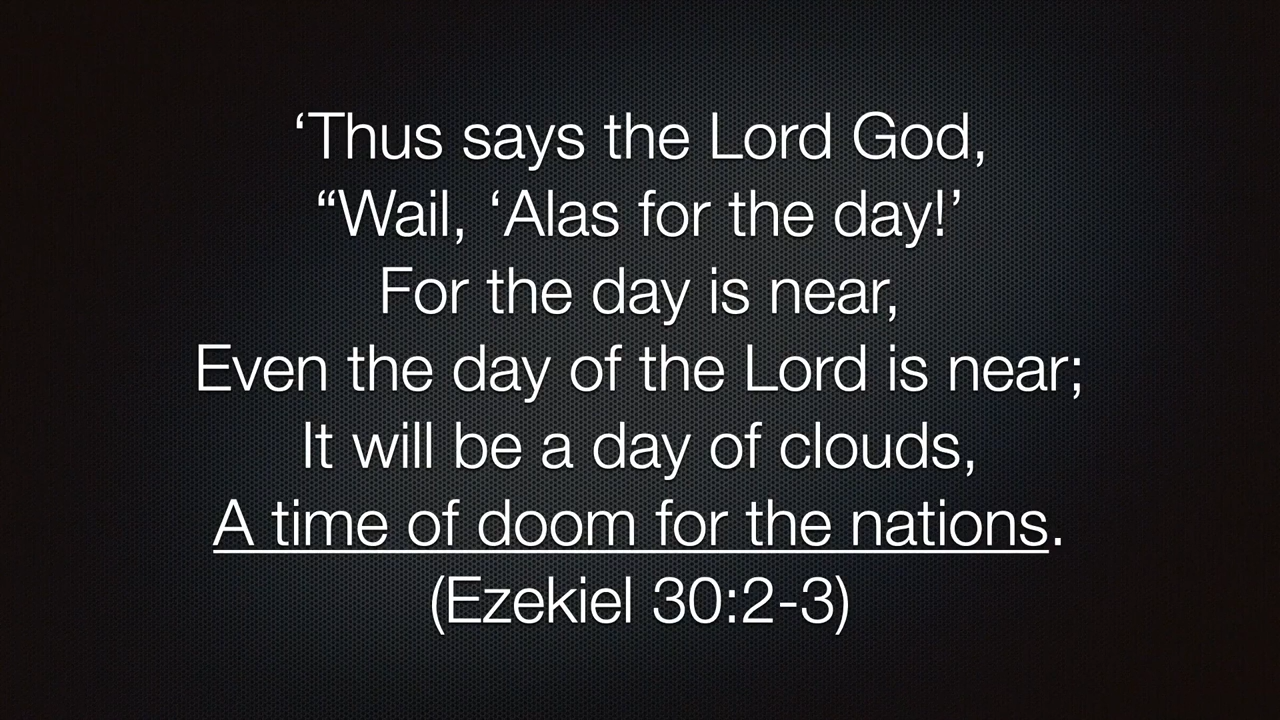 ‘Thus says the Lord God,
“Wail, ‘Alas for the day!’
For the day is near,
Even the day of the Lord is near;
It will be a day of clouds,
A time of doom for the nations.
(Ezekiel 30:2-3)